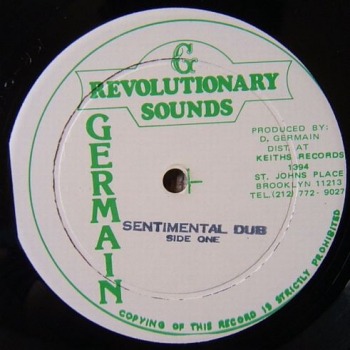 G
REVOLUTIONARY
SOUNDS
GERMAIN
PRODUCED BY:
D, GERMAIN
DIST. AT
KEITHS RECORDS
1394
ST. JOHNS PLACE
BROOKLYN 11213
TEL.(212) 772-9027
SENTIMENTAL DUB
SIDE ONE
COPYING OF THIS RECORD IS STRICTLY PROHIBITED